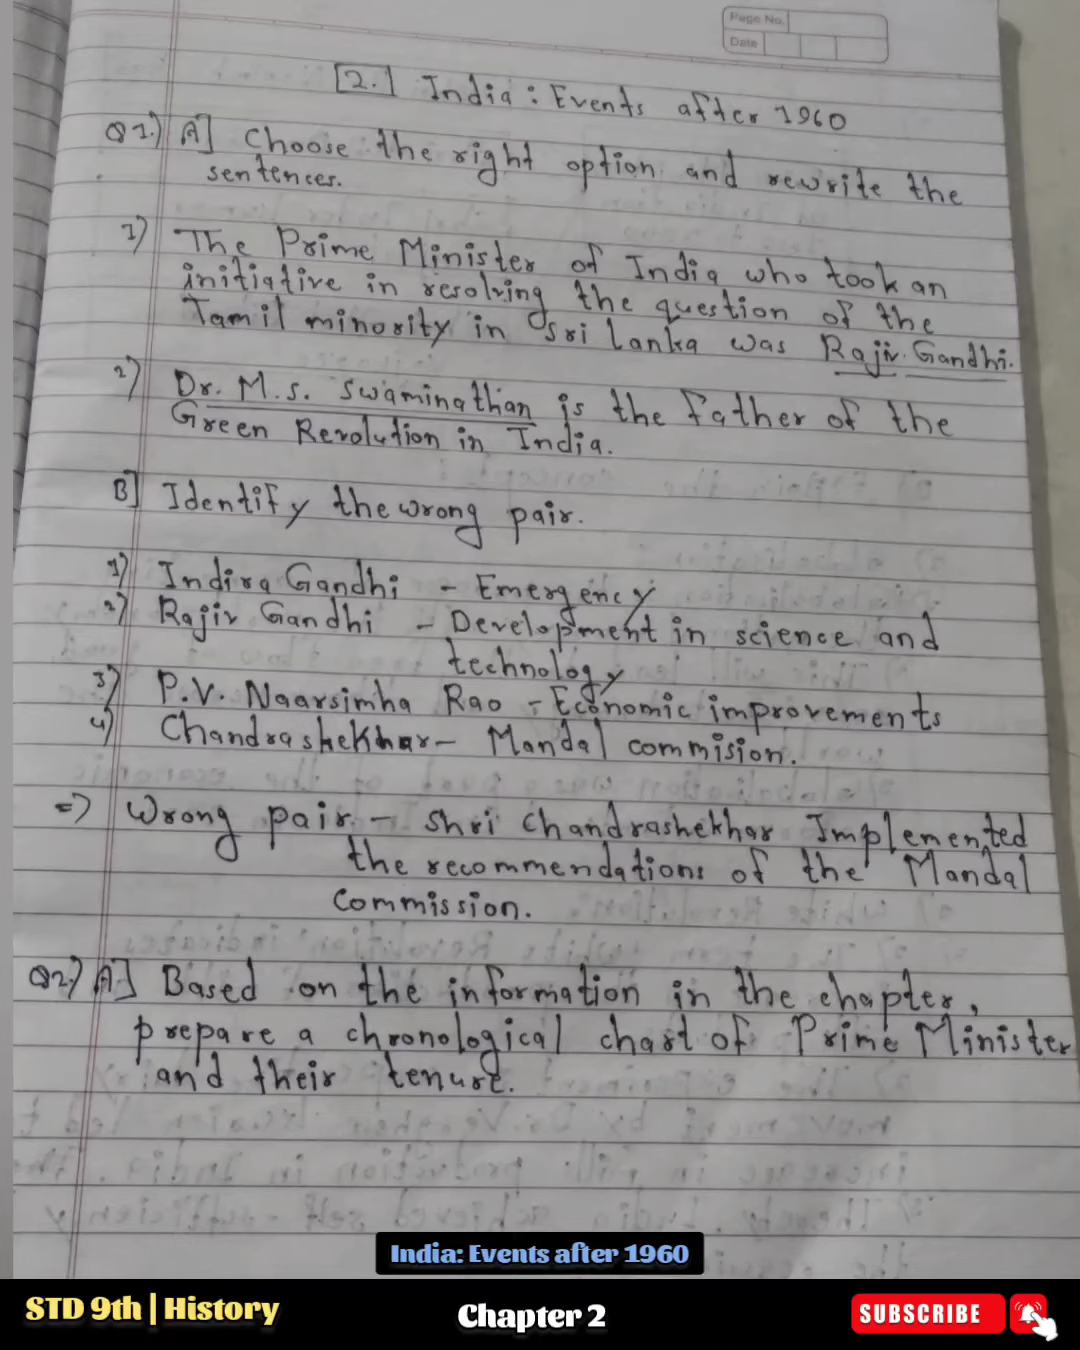 Page No.
Date
[2.] India : Events after 1960
Q1.) A] Choose the right option and rewrite the
sentences.
1) The Prime Minister of India who took an
initiative in resolving the question of the
Tamil minority in Sri lanka was Rajiv Gandhi.
2) Dr. M.S. Swaminathan is the father of the
Green Revolution in India.
B] Identify the wrong pair.
1) Indira Gandhi - Emergency
2) Rajiv Gandhi - Development in science and
technology
3) P.V. Naarsimha Rao - Economic improvements
4) Chandrashekhar - Mandal commision.
=> Wrong pair - Shri Chandrashekhar Implemented
the recommendations of the Mandal
Commission.
Q2.) A] Based on the information in the chapter,
prepare a chronological chart of Prime Minister
and their tenure.
India: Events after 1960
STD 9th | History
Chapter 2
SUBSCRIBE